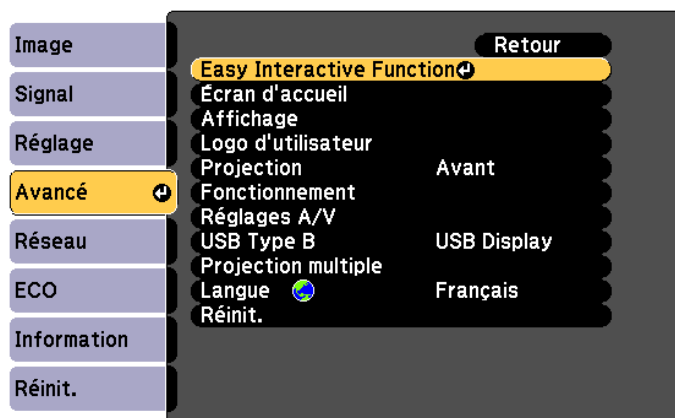 Image
Signal
Réglage
Avancé
Réseau
ECO
Information
Réinit.
Retour
Easy Interactive Function
Écran d'accueil
Affichage
Logo d'utilisateur
Projection Avant
Fonctionnement
Réglages A/V
USB Type B USB Display
Projection multiple
Langue Français
Réinit.